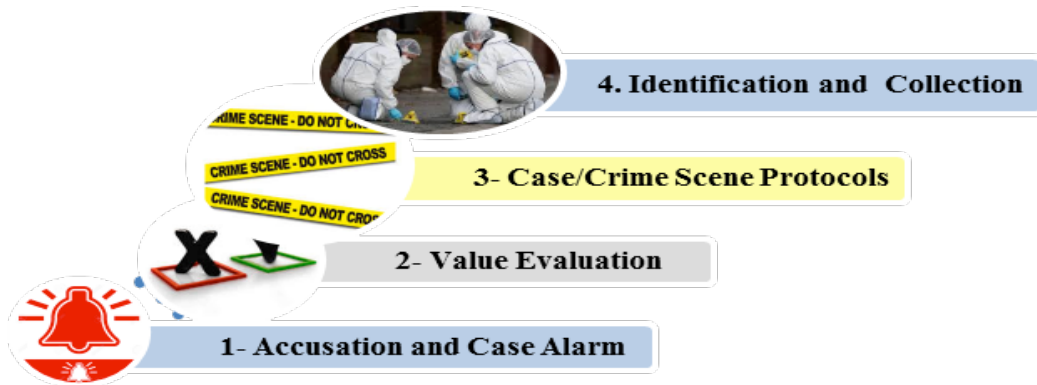 4. Identification and Collection
CRIME SCENE - DO NOT CROSS
CRIME SCENE - DO NOT CROSS
3- Case/Crime Scene Protocols
CRIME SCENE - DO NOT CROSS
2- Value Evaluation
1- Accusation and Case Alarm